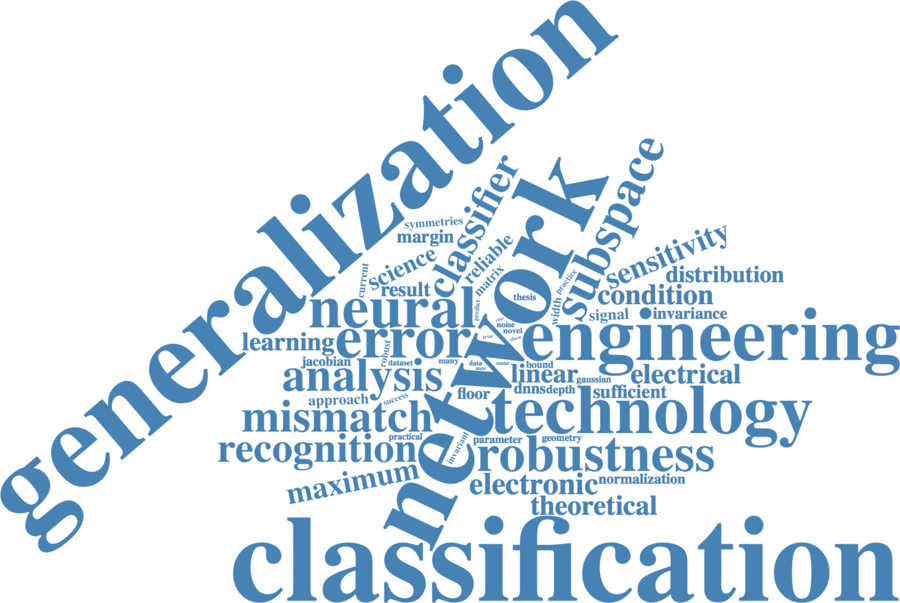 generalization
symmetries
margin
classifier
network
subspace
science
current
reliable
result
matrix
sensitivity
practice
distribution
thesis
condition
width
neural
predict
signal
invariance
noise
novel
show
true
engineering
learning
error
robust
jacobian
dataset
many
data
state
bound
analysis
linear
gaussian
electrical
approach
success
floor
dnns
depth
sufficient
mismatch
technology
recognition
practical
invariant
parameter
geometry
robustness
maximum
electronic
normalization
theoretical
classification